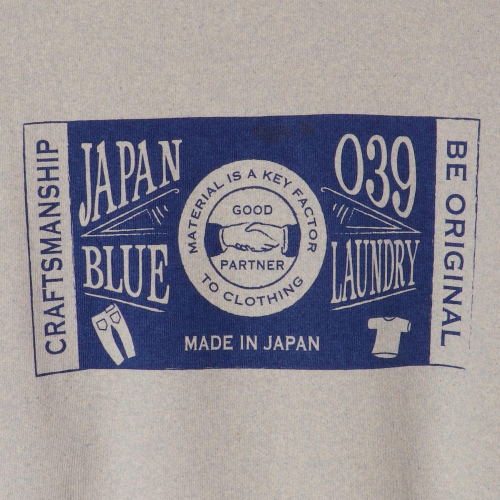 CRAFTSMANSHIP
JAPAN
BLUE
MATERIAL IS A KEY FACTOR
GOOD
PARTNER
TO CLOTHING
039
LAUNDRY
MADE IN JAPAN
BE ORIGINAL